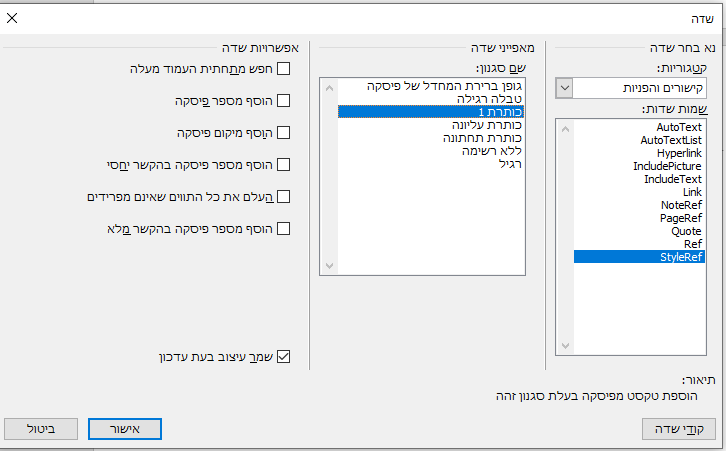 שדה
נא בחר שדה
קטגוריות:
קישורים והפניות
שמות שדות:
AutoText
AutoTextList
Hyperlink
IncludePicture
IncludeText
Link
NoteRef
PageRef
Quote
Ref
StyleRef
מאפייני שדה
שם סגנון:
גופן ברירת המחדל של פיסקה
טבלה רגילה
כותרת 1
כותרת עליונה
כותרת תחתונה
ללא רשימה
רגיל
אפשרויות שדה
חפש מתחתית העמוד מעלה
הוסף מספר פיסקה
הוסף מיקום פיסקה
הוסף מספר פיסקה בהקשר יחסי
העלם את כל התווים שאינם מפרידים
הוסף מספר פיסקה בהקשר מלא
שמר עיצוב בעת עדכון
תיאור:
הוספת טקסט מפיסקה בעלת סגנון זהה
קודי שדה
אישור
ביטול